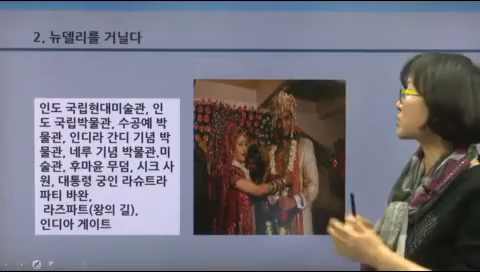 2. 뉴델리를 거닐다
인도 국립현대미술관, 인
도 국립박물관, 수공예 박
물관, 인디라 간디 기념 박
물관, 네루 기념 박물관.미
술관, 후마윤 무덤, 시크 사
원, 대통령 궁인 라슈트라
파티 바완,
라즈파트(왕의 길),
인디아 게이트